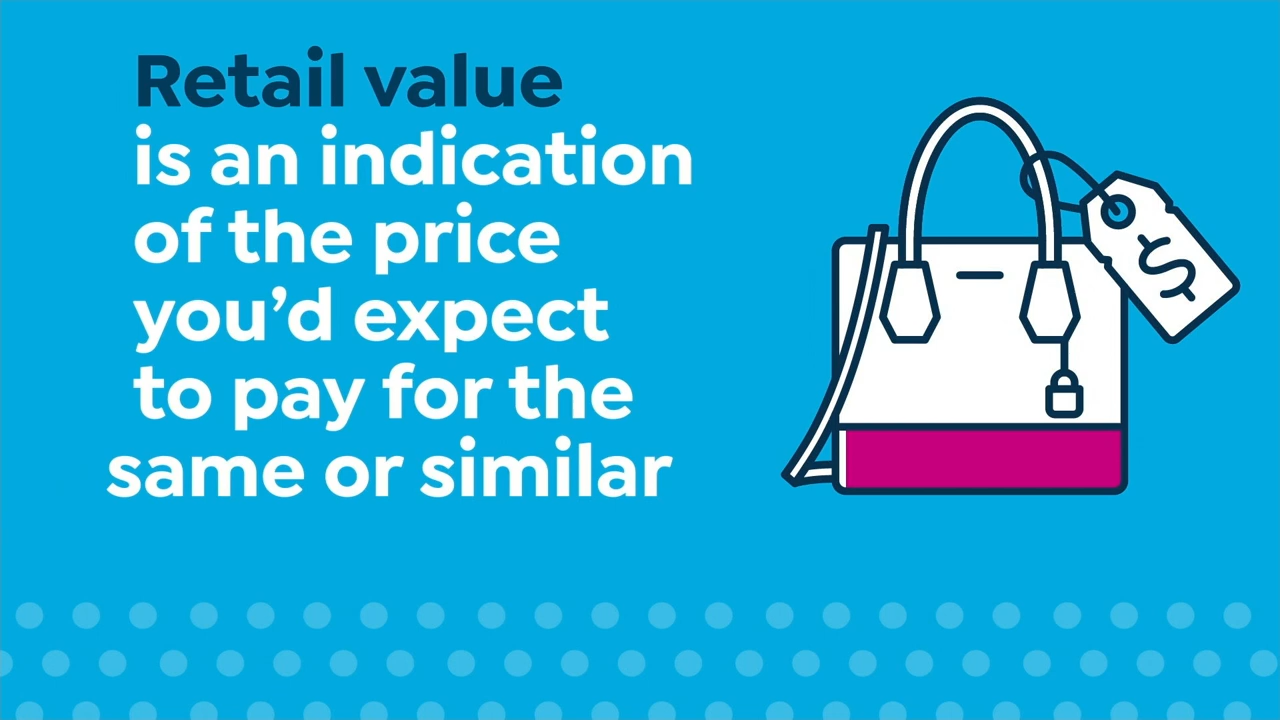 Retail value
is an indication
of the price
you’d expect
to pay for the
same or similar
$